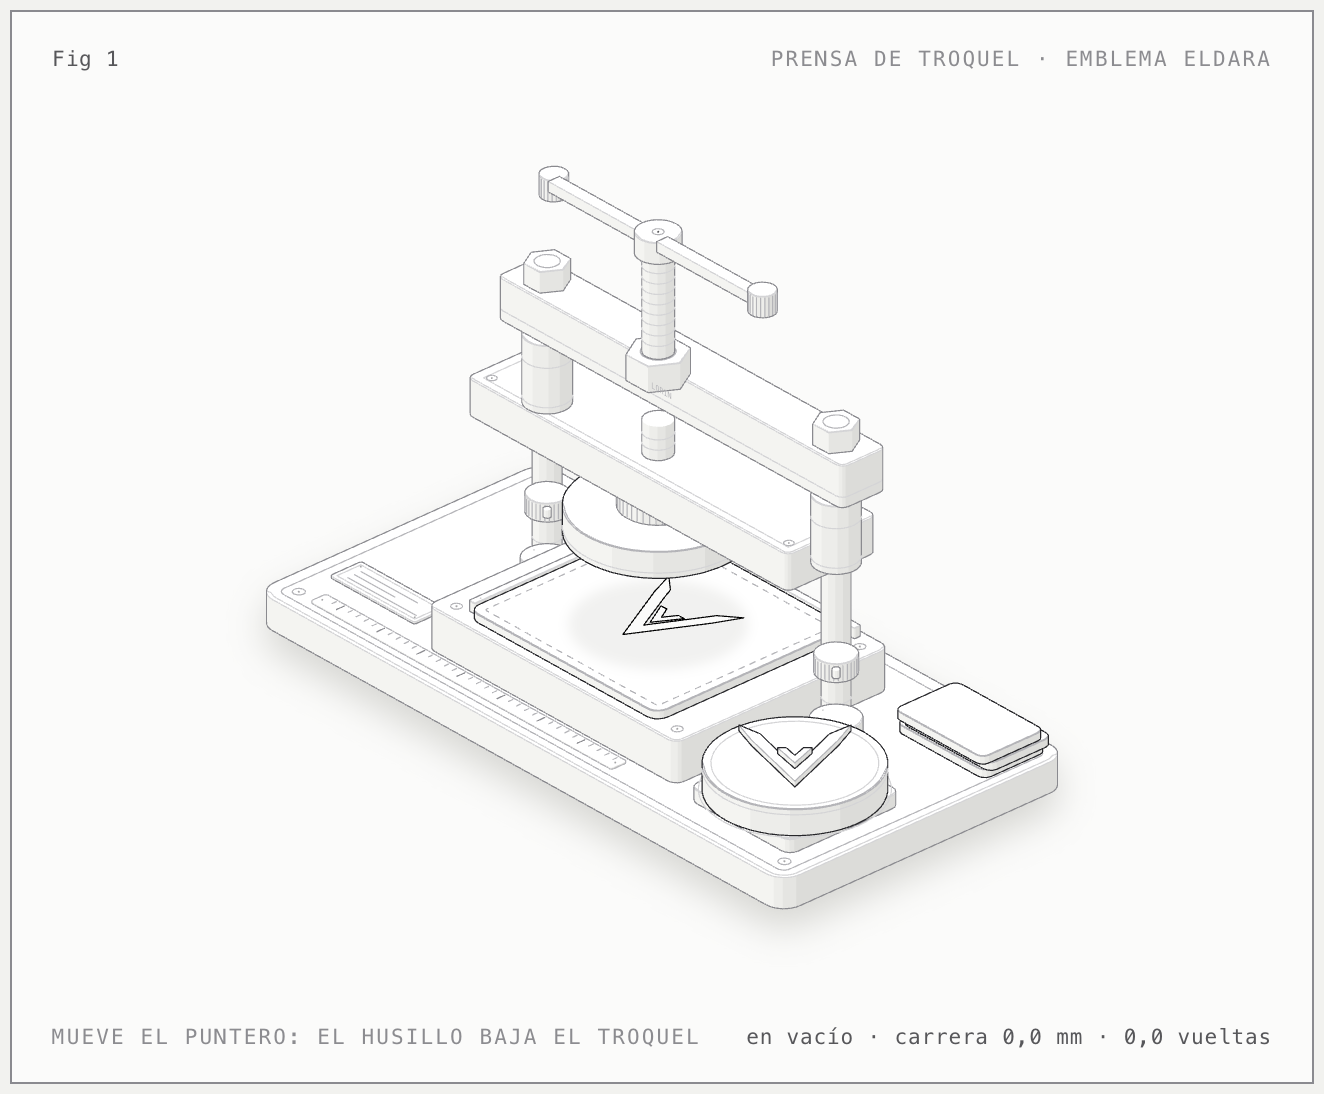 Fig 1
PRENSA DE TROQUEL · EMBLEMA ELDARA
MUEVE EL PUNTERO: EL HUSILLO BAJA EL TROQUEL
en vacío · carrera 0,0 mm · 0,0 vueltas